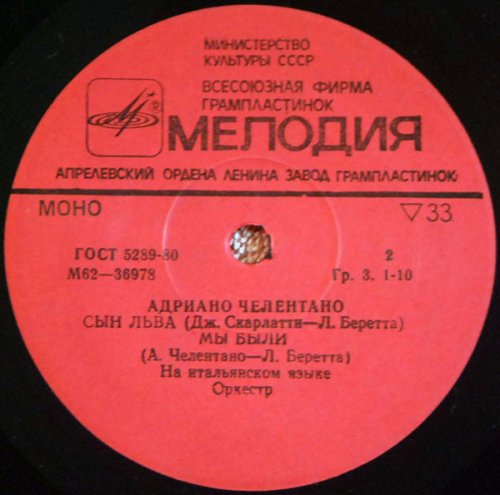 МИНИСТЕРСТВО
КУЛЬТУРЫ СССР
ВСЕСОЮЗНАЯ ФИРМА
ГРАМПЛАСТИНОК
®
МЕЛОДИЯ
АПРЕЛЕВСКИЙ ОРДЕНА ЛЕНИНА ЗАВОД ГРАМПЛАСТИНОК
МОНО ▽33
ГОСТ 5289-80 2
М62—36978 Гр. 3. 1-10
АДРИАНО ЧЕЛЕНТАНО
СЫН ЛЬВА (Дж. Скарлатти—Л. Беретта)
МЫ БЫЛИ
(А. Челентано—Л. Беретта)
На итальянском языке
Оркестр